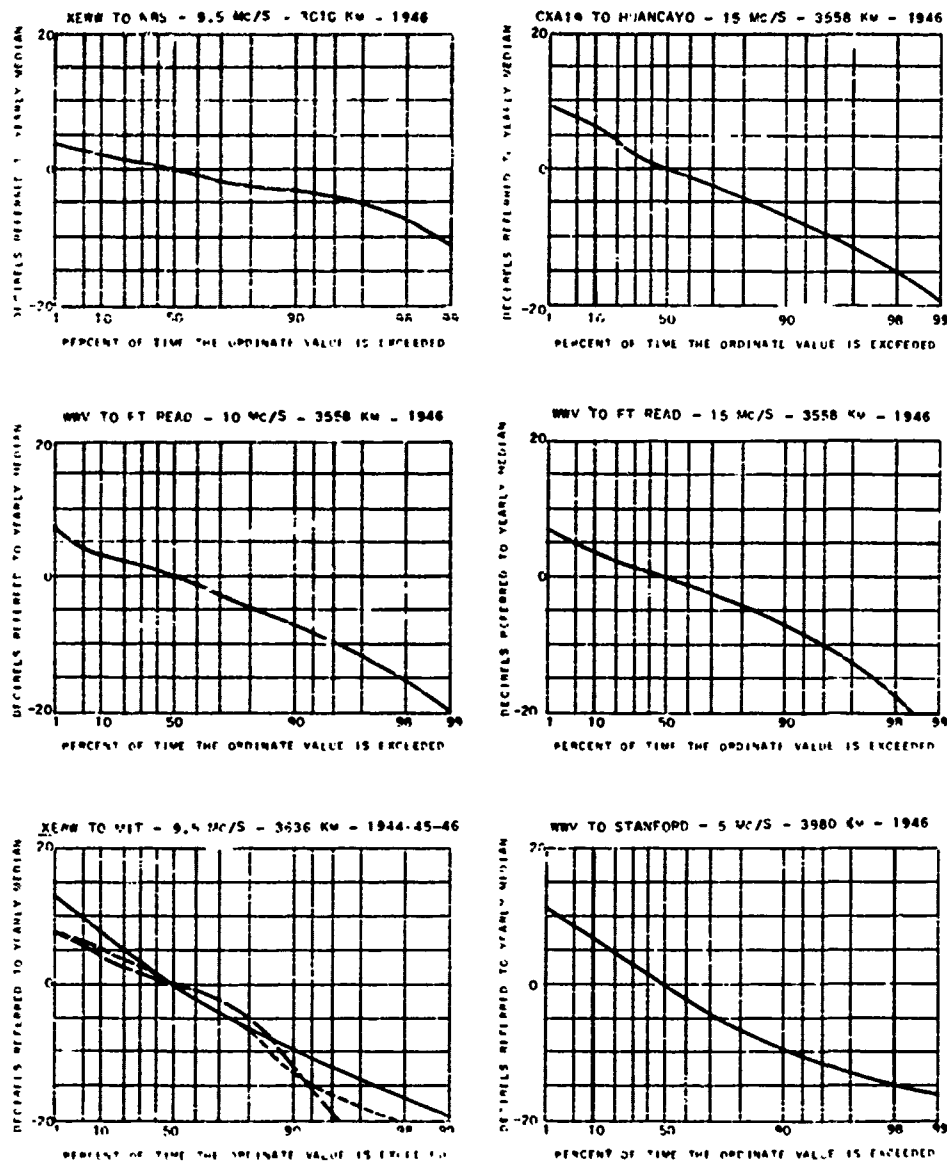 XEWW TO NBS - 9.5 MC/S - KM - 1946
DECIBELS REFERRED YEARLY MEDIAN
20
0
-20
1 10 50 90 98 99
PERCENT OF TIME THE ORDINATE VALUE IS EXCEEDED
CXA19 TO HUANCAYO - 15 MC/S - 3558 KM - 1946
DECIBELS REFERRED TO YEARLY MEDIAN
20
0
-20
1 10 50 90 98 99
PERCENT OF TIME THE ORDINATE VALUE IS EXCEEDED
WWV TO FT READ - 10 MC/S - 3558 KM - 1946
DECIBELS REFERRED TO YEARLY MEDIAN
20
0
-20
1 10 50 90 98 99
PERCENT OF TIME THE ORDINATE VALUE IS EXCEEDED
WWV TO FT READ - 15 MC/S - 3558 KM - 1946
DECIBELS REFERRED TO YEARLY MEDIAN
20
0
-20
1 10 50 90 98 99
PERCENT OF TIME THE ORDINATE VALUE IS EXCEEDED
XEWW TO MIT - 9.5 MC/S - 3636 KM - 1944-45-46
DECIBELS REFERRED TO YEARLY MEDIAN
20
0
-20
1 10 50 90 98 99
PERCENT OF TIME THE ORDINATE VALUE IS EXCEEDED
WWV TO STANFORD - 5 MC/S - 3980 KM - 1946
DECIBELS REFERRED TO YEARLY MEDIAN
20
0
-20
1 10 50 90 98 99
PERCENT OF TIME THE ORDINATE VALUE IS EXCEEDED